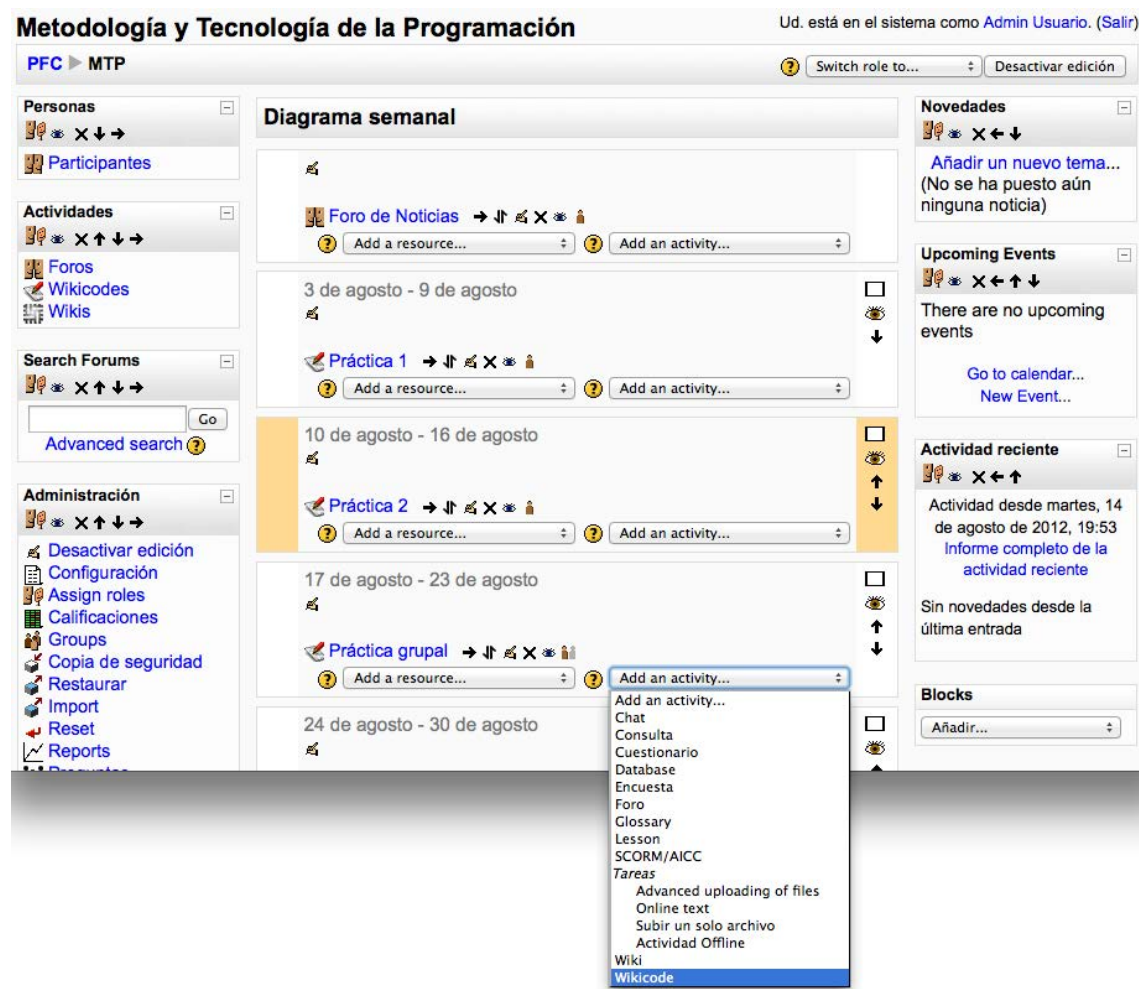 Metodología y Tecnología de la Programación
Ud. está en el sistema como Admin Usuario. (Salir)
PFC ► MTP
Switch role to...
Desactivar edición
Personas
Participantes
Actividades
Foros
Wikicodes
Wikis
Search Forums
Go
Advanced search
Administración
Desactivar edición
Configuración
Assign roles
Calificaciones
Groups
Copia de seguridad
Restaurar
Import
Reset
Reports
Diagrama semanal
Foro de Noticias
Add a resource... Add an activity...
3 de agosto - 9 de agosto
Práctica 1
Add a resource... Add an activity...
10 de agosto - 16 de agosto
Práctica 2
Add a resource... Add an activity...
17 de agosto - 23 de agosto
Práctica grupal
Add a resource... Add an activity...
24 de agosto - 30 de agosto
Add an activity...
Chat
Consulta
Cuestionario
Database
Encuesta
Foro
Glossary
Lesson
SCORM/AICC
Tareas
Advanced uploading of files
Online text
Subir un solo archivo
Actividad Offline
Wiki
Wikicode
Novedades
Añadir un nuevo tema...
(No se ha puesto aún
ninguna noticia)
Upcoming Events
There are no upcoming
events
Go to calendar...
New Event...
Actividad reciente
Actividad desde martes, 14
de agosto de 2012, 19:53
Informe completo de la
actividad reciente
Sin novedades desde la
última entrada
Blocks
Añadir...